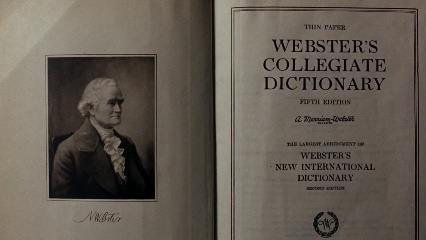 N Webster
THIN PAPER
WEBSTER'S
COLLEGIATE
DICTIONARY
FIFTH EDITION
A Merriam-Webster
THE LARGEST ABRIDGMENT OF
WEBSTER'S
NEW INTERNATIONAL
DICTIONARY
SECOND EDITION